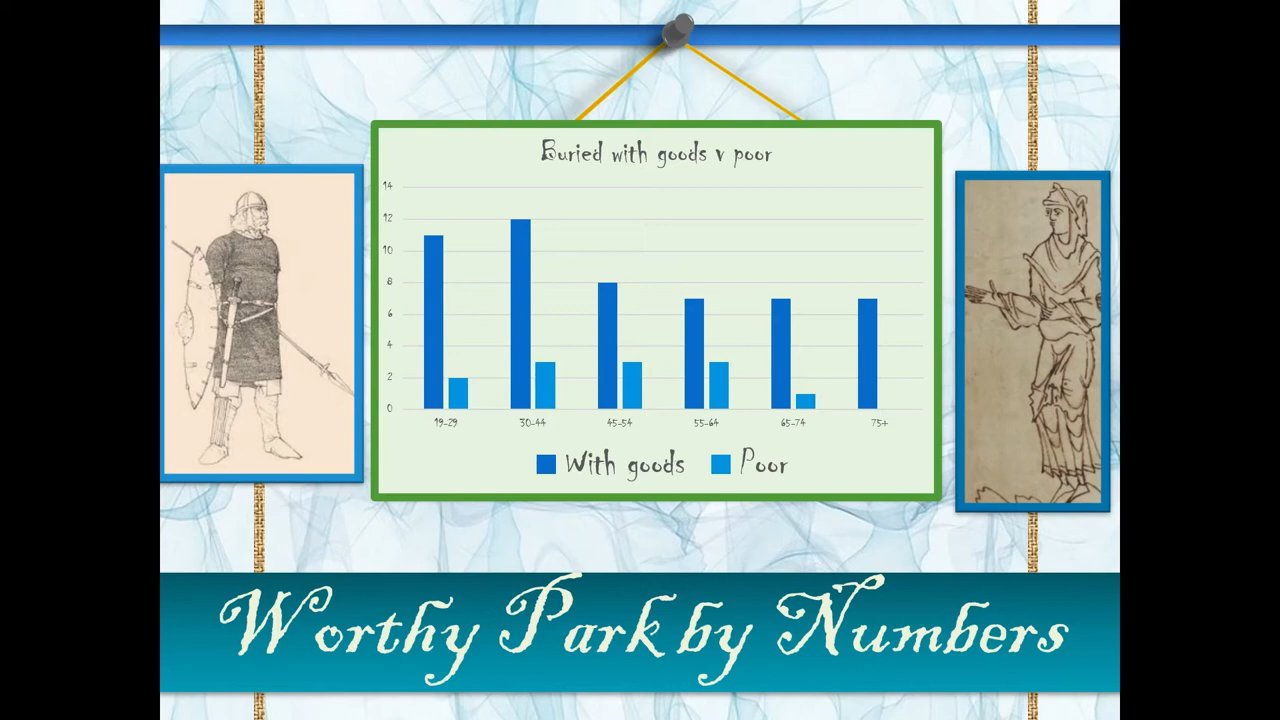 Buried with goods v poor
14
12
10
8
6
4
2
0
19-29 30-44 45-54 55-64 65-74 75+
With goods Poor
Worthy Park by Numbers